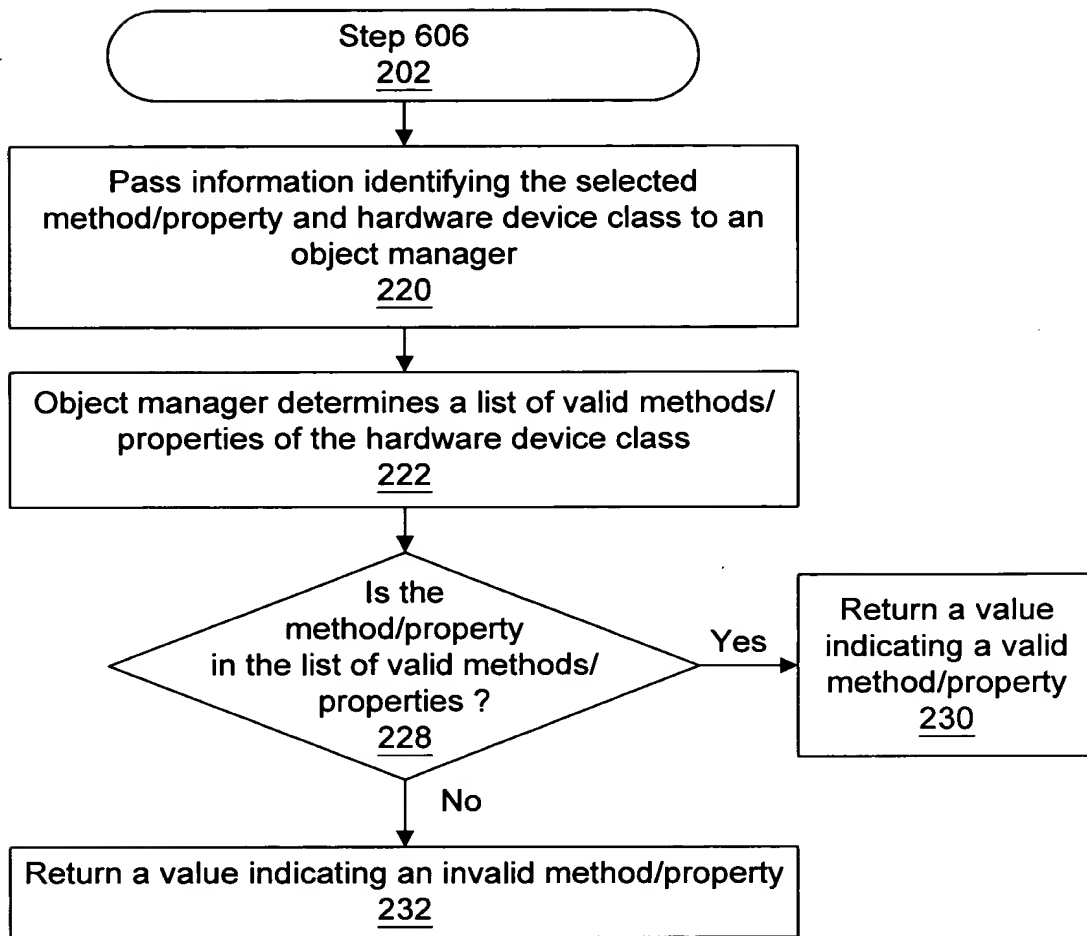 Step 606
202
Pass information identifying the selected
method/property and hardware device class to an
object manager
220
Object manager determines a list of valid methods/
properties of the hardware device class
222
Is the
method/property
in the list of valid methods/
properties ?
228
Yes
Return a value
indicating a valid
method/property
230
No
Return a value indicating an invalid method/property
232